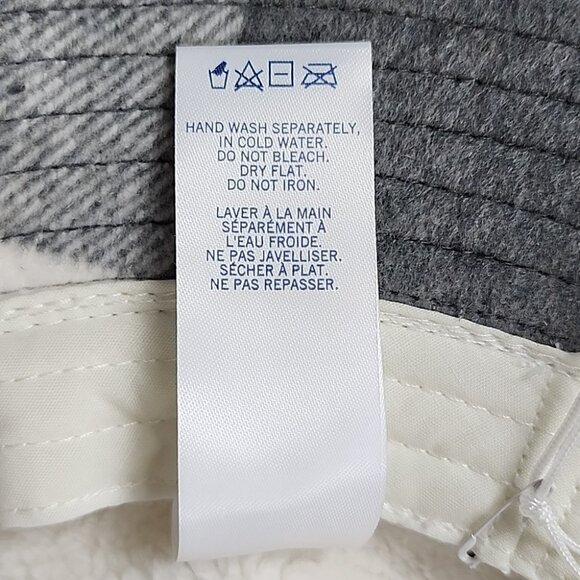 HAND WASH SEPARATELY,
IN COLD WATER.
DO NOT BLEACH.
DRY FLAT.
DO NOT IRON.
LAVER À LA MAIN
SÉPARÉMENT À
L'EAU FROIDE.
NE PAS JAVELLISER.
SÉCHER À PLAT.
NE PAS REPASSER.